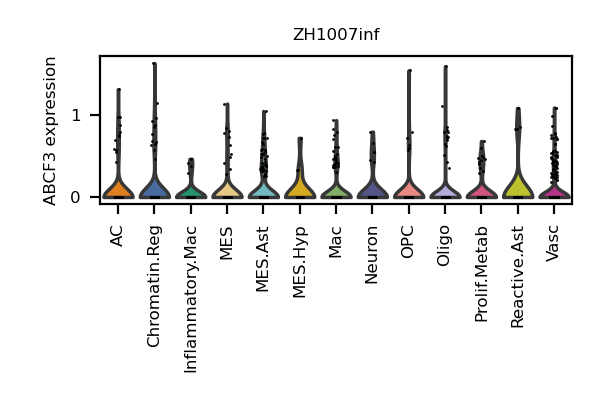 ZH1007inf
ABCF3 expression
1
0
AC
Chromatin.Reg
Inflammatory.Mac
MES
MES.Ast
MES.Hyp
Mac
Neuron
OPC
Oligo
Prolif.Metab
Reactive.Ast
Vasc